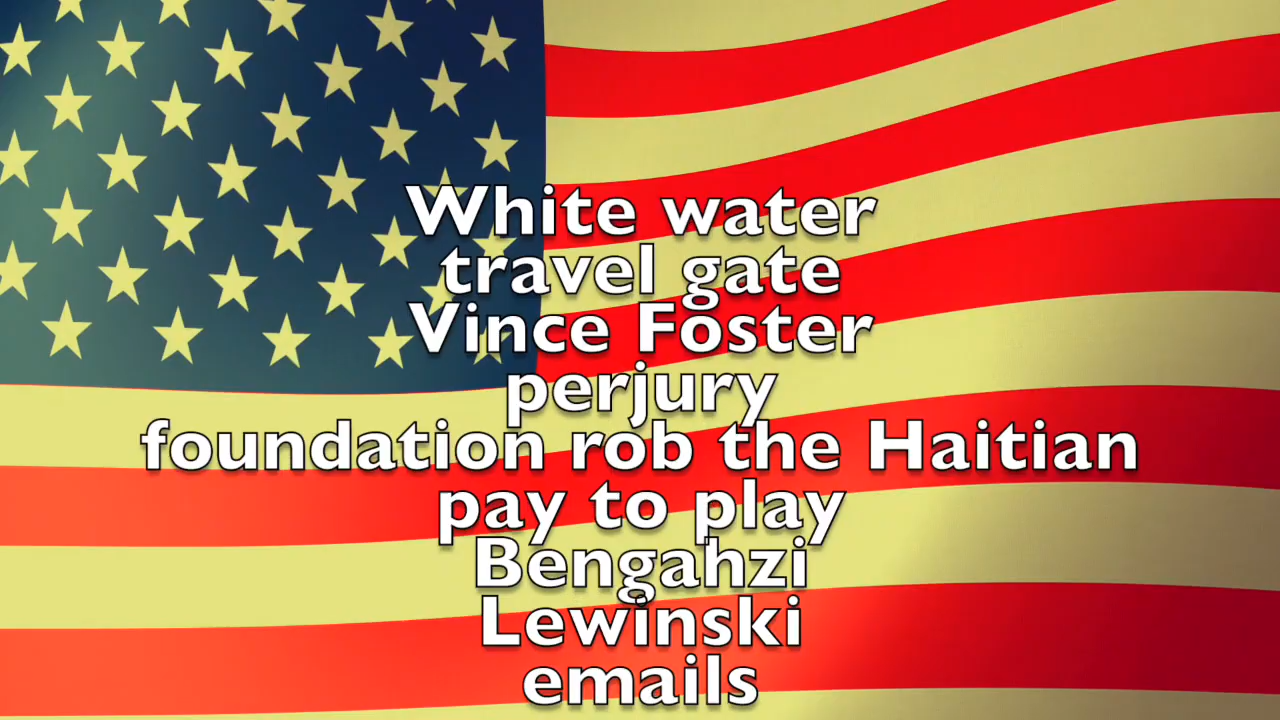 White water
travel gate
Vince Foster
perjury
foundation rob the Haitian
pay to play
Bengahzi
Lewinski
emails